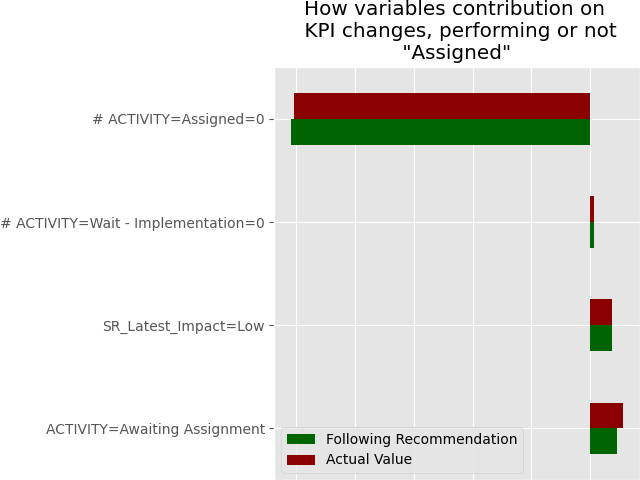 How variables contribution on
KPI changes, performing or not
"Assigned"
# ACTIVITY=Assigned=0
# ACTIVITY=Wait - Implementation=0
SR_Latest_Impact=Low
ACTIVITY=Awaiting Assignment
Following Recommendation
Actual Value